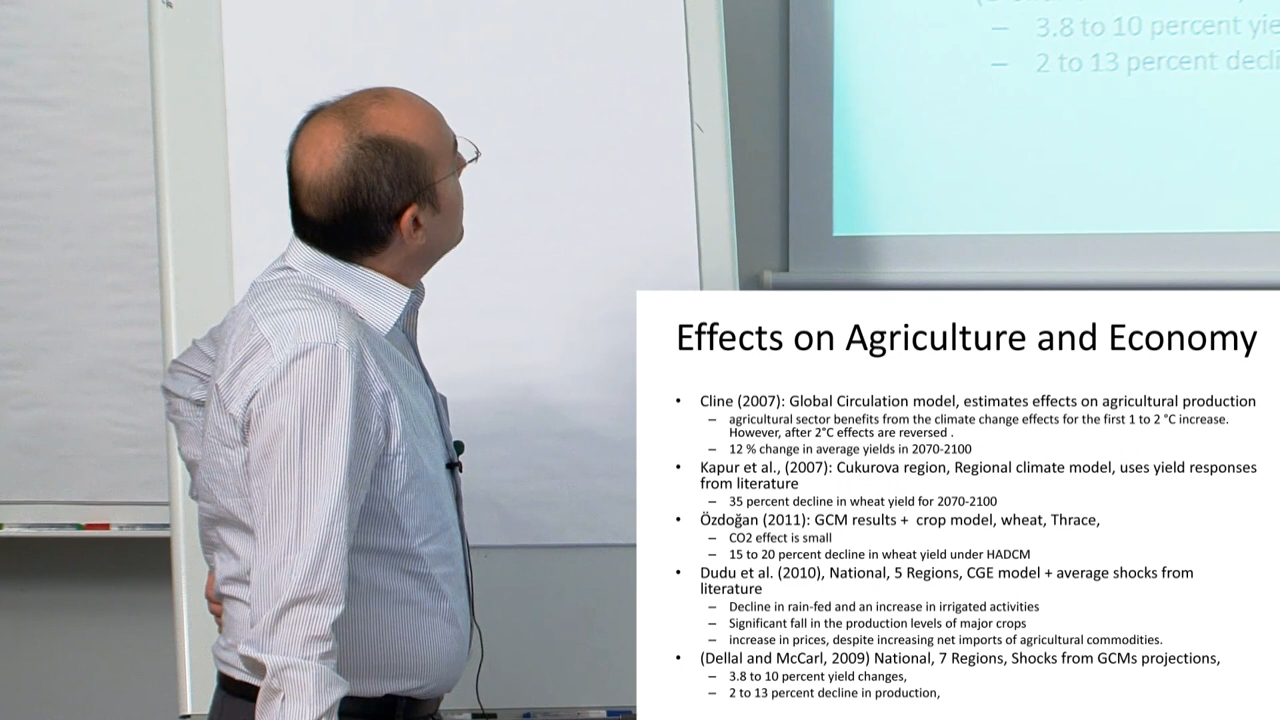 3.8 to 10 percent
2 to 13 percent
Effects on Agriculture and Economy
• Cline (2007): Global Circulation model, estimates effects on agricultural production
– agricultural sector benefits from the climate change effects for the first 1 to 2 °C increase.
However, after 2°C effects are reversed .
– 12 % change in average yields in 2070-2100
• Kapur et al., (2007): Cukurova region, Regional climate model, uses yield responses
from literature
– 35 percent decline in wheat yield for 2070-2100
• Özdoğan (2011): GCM results + crop model, wheat, Thrace,
– CO2 effect is small
– 15 to 20 percent decline in wheat yield under HADCM
• Dudu et al. (2010), National, 5 Regions, CGE model + average shocks from
literature
– Decline in rain-fed and an increase in irrigated activities
– Significant fall in the production levels of major crops
– increase in prices, despite increasing net imports of agricultural commodities.
• (Dellal and McCarl, 2009) National, 7 Regions, Shocks from GCMs projections,
– 3.8 to 10 percent yield changes,
– 2 to 13 percent decline in production,